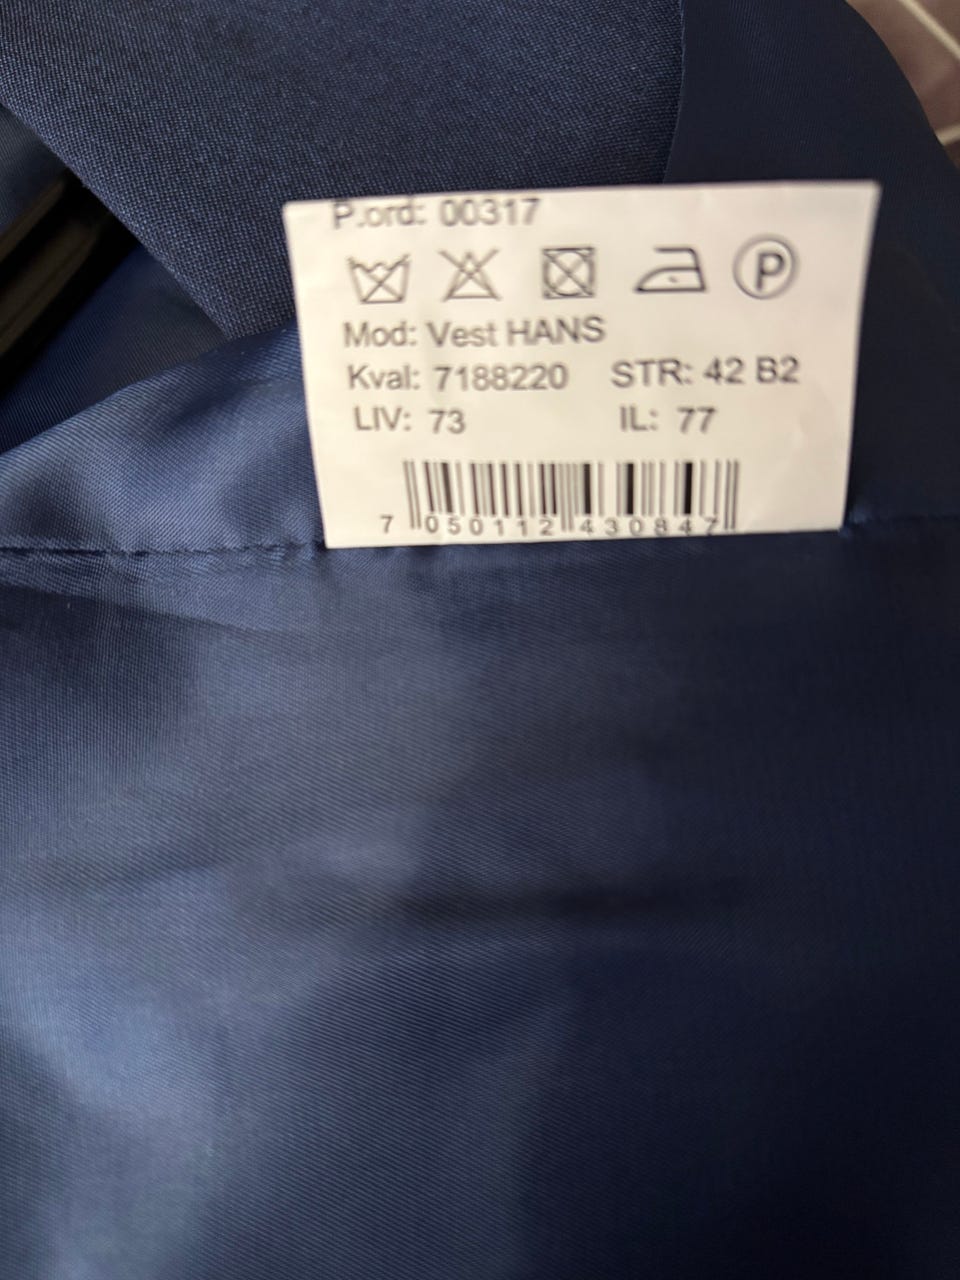 P.ord: 00317
P
Mod: Vest HANS
Kval: 7188220 STR: 42 B2
LIV: 73 IL: 77
7 050112 430847